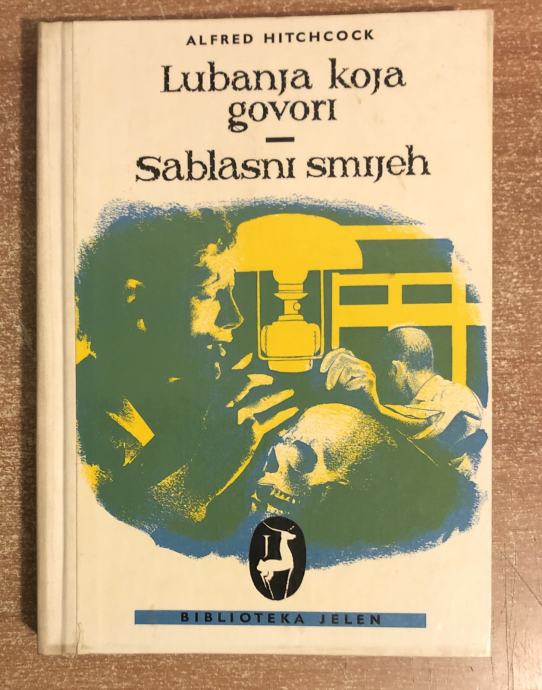 ALFRED HITCHCOCK
Lubanja koja
govori
—
Sablasni smijeh
J
BIBLIOTEKA JELEN